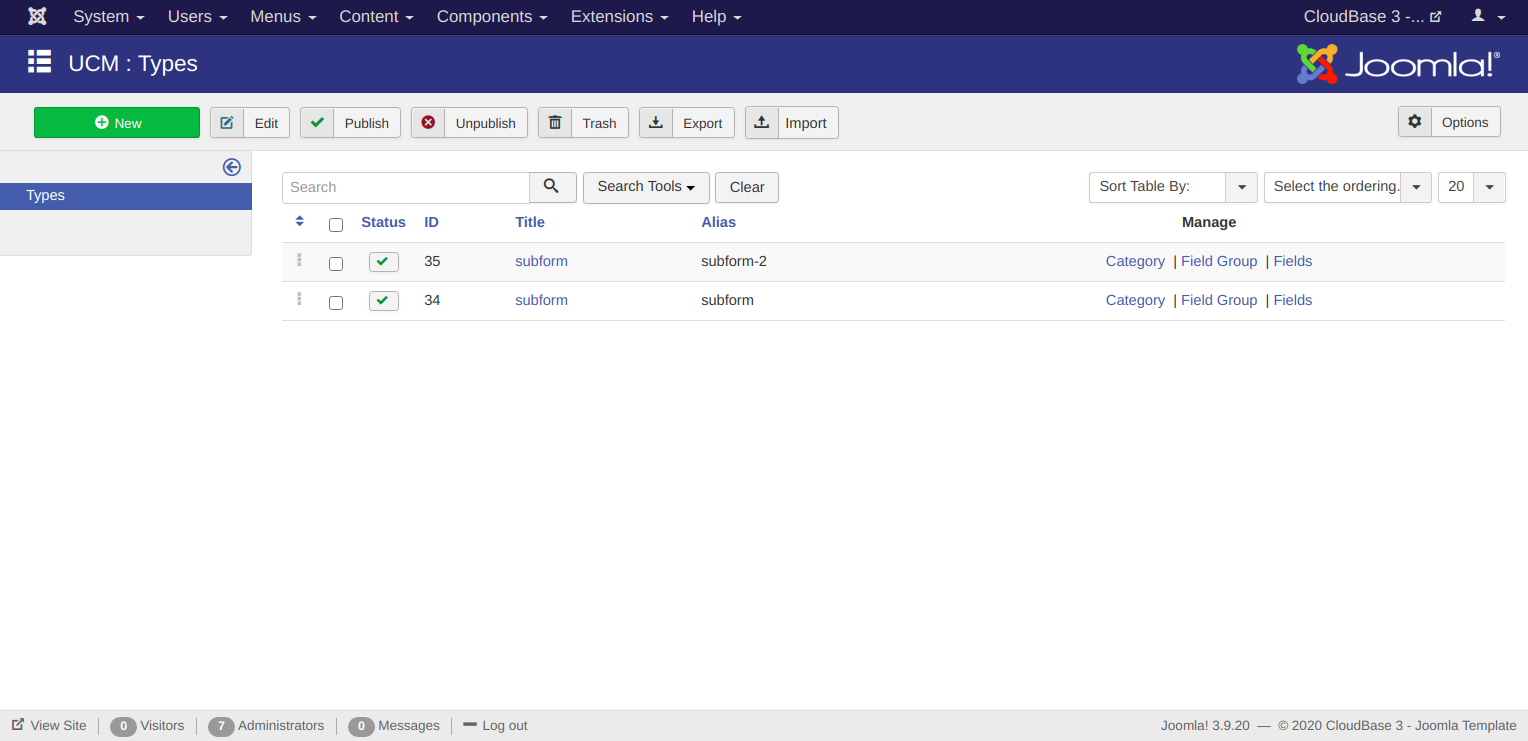 System Users Menus Content Components Extensions Help CloudBase 3 -...
UCM : Types Joomla!®
New Edit Publish Unpublish Trash Export Import Options
Types
Search Search Tools Clear Sort Table By: Select the ordering. 20
Status ID Title Alias Manage
35 subform subform-2 Category | Field Group | Fields
34 subform subform Category | Field Group | Fields
View Site 0 Visitors 7 Administrators 0 Messages Log out Joomla! 3.9.20 — © 2020 CloudBase 3 - Joomla Template